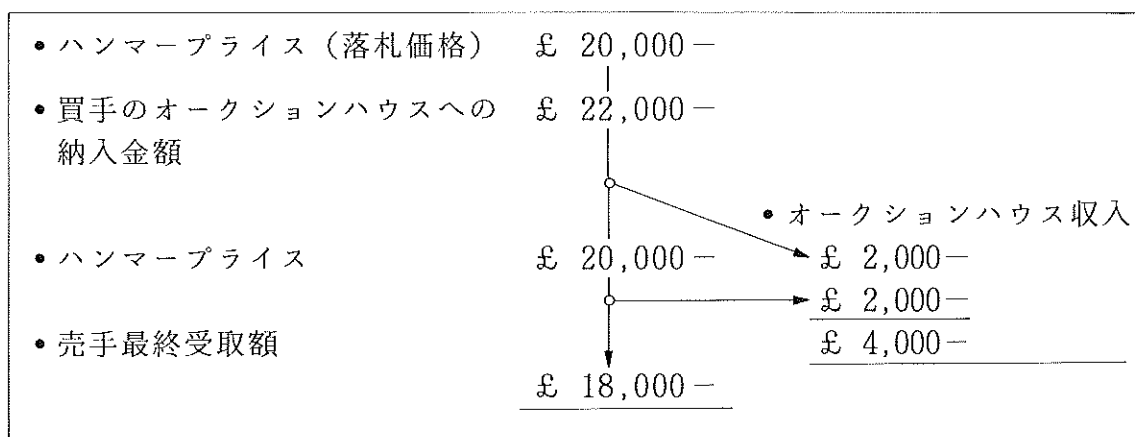 • ハンマープライス（落札価格） £ 20,000−
• 買手のオークションハウスへの £ 22,000−
納入金額
• オークションハウス収入
• ハンマープライス £ 20,000− £ 2,000−
£ 2,000−
• 売手最終受取額 £ 4,000−
£ 18,000−